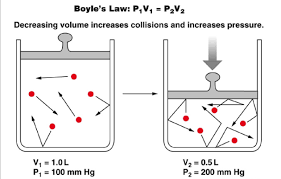 Boyle's Law: P₁V₁ = P₂V₂
Decreasing volume increases collisions and increases pressure.
V₁ = 1.0 L
P₁ = 100 mm Hg
V₂ = 0.5 L
P₂ = 200 mm Hg